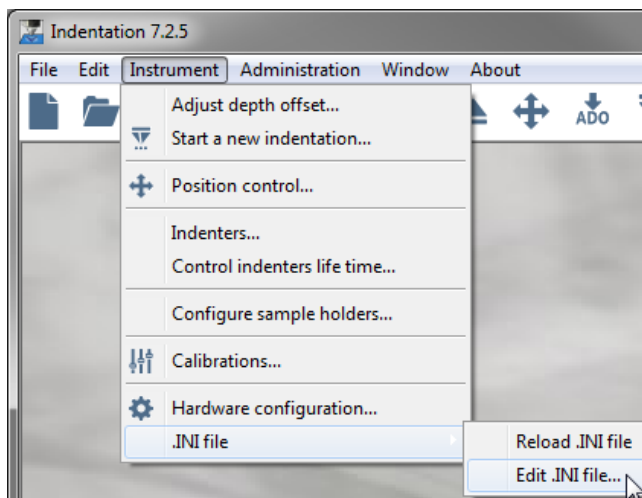 Indentation 7.2.5
File Edit Instrument Administration Window About
ADO
Adjust depth offset...
Start a new indentation...
Position control...
Indenters...
Control indenters life time...
Configure sample holders...
Calibrations...
Hardware configuration...
.INI file
Reload .INI file
Edit .INI file...